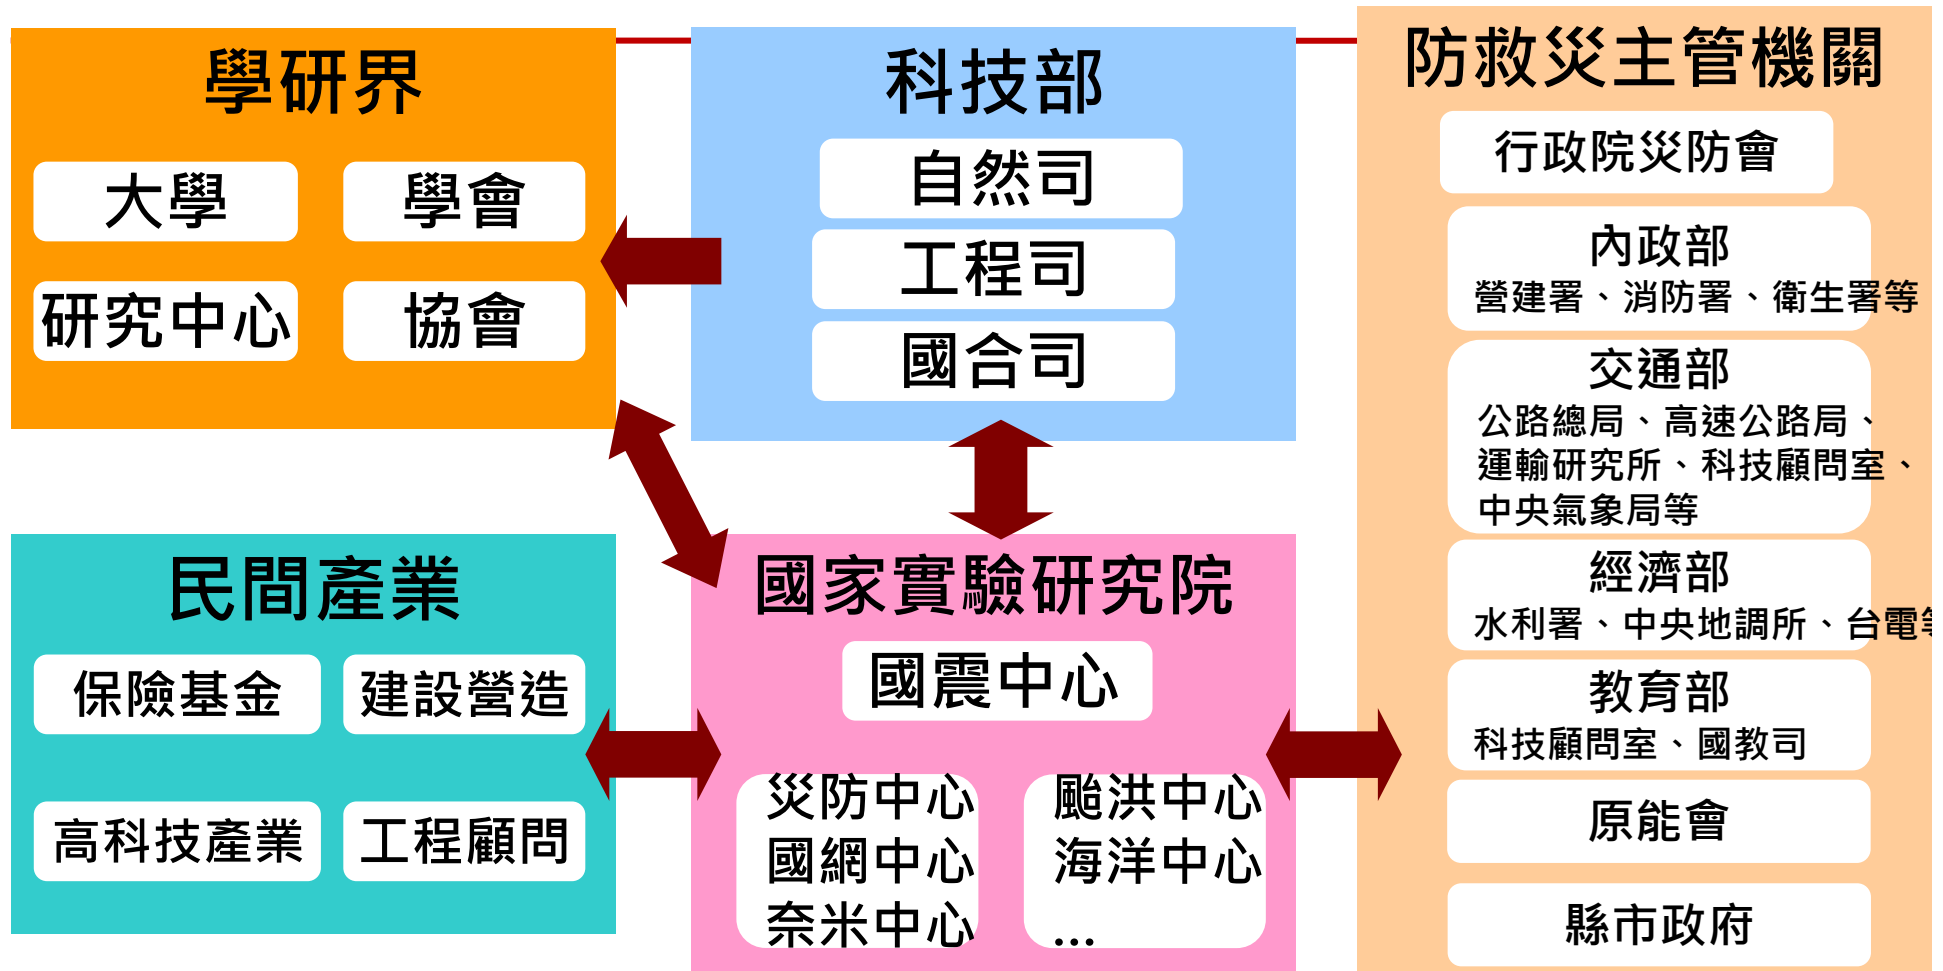 學研界
大學
學會
研究中心
協會
科技部
自然司
工程司
國合司
防救災主管機關
行政院災防會
內政部
營建署、消防署、衛生署等
交通部
公路總局、高速公路局、
運輸研究所、科技顧問室、
中央氣象局等
經濟部
水利署、中央地調所、台電等
教育部
科技顧問室、國教司
原能會
縣市政府
民間產業
保險基金
建設營造
高科技產業
工程顧問
國家實驗研究院
國震中心
災防中心
國網中心
奈米中心
颱洪中心
海洋中心
...